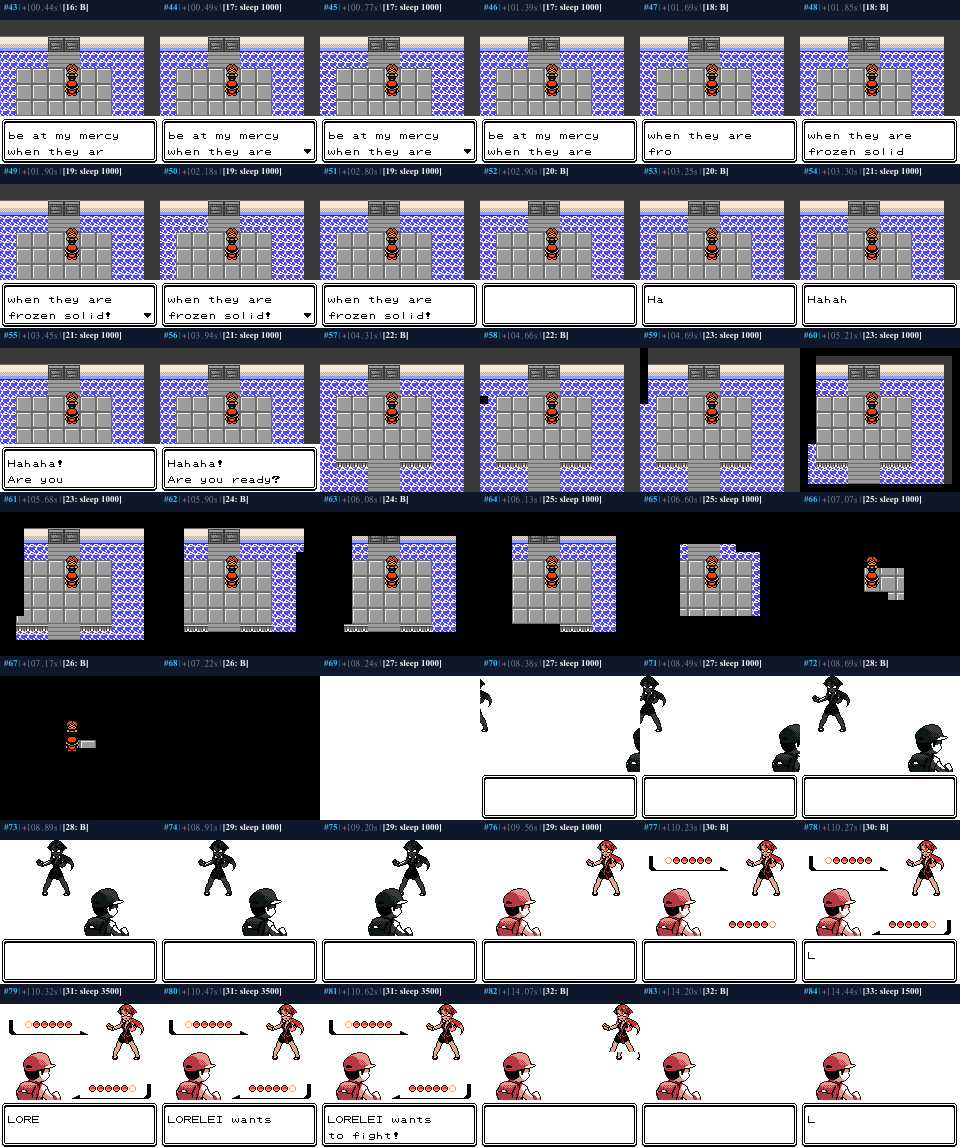 #43| +100.44s | [16: B]
#44| +100.49s | [17: sleep 1000]
#45| +100.77s | [17: sleep 1000]
#46| +101.39s | [17: sleep 1000]
#47| +101.69s | [18: B]
#48| +101.85s | [18: B]
be at my mercy
when they ar
be at my mercy
when they are
be at my mercy
when they are
be at my mercy
when they are
when they are
fro
when they are
frozen solid
#49| +101.90s | [19: sleep 1000]
#50| +102.18s | [19: sleep 1000]
#51| +102.80s | [19: sleep 1000]
#52| +102.90s | [20: B]
#53| +103.25s | [20: B]
#54| +103.30s | [21: sleep 1000]
when they are
frozen solid!
when they are
frozen solid!
when they are
frozen solid!
Ha
Hahah
#55| +103.45s | [21: sleep 1000]
#56| +103.94s | [21: sleep 1000]
#57| +104.31s | [22: B]
#58| +104.66s | [22: B]
#59| +104.69s | [23: sleep 1000]
#60| +105.21s | [23: sleep 1000]
Hahaha!
Are you
Hahaha!
Are you ready?
#61| +105.68s | [23: sleep 1000]
#62| +105.90s | [24: B]
#63| +106.08s | [24: B]
#64| +106.13s | [25: sleep 1000]
#65| +106.60s | [25: sleep 1000]
#66| +107.07s | [25: sleep 1000]
#67| +107.17s | [26: B]
#68| +107.22s | [26: B]
#69| +108.24s | [27: sleep 1000]
#70| +108.38s | [27: sleep 1000]
#71| +108.49s | [27: sleep 1000]
#72| +108.69s | [28: B]
#73| +108.89s | [28: B]
#74| +108.91s | [29: sleep 1000]
#75| +109.20s | [29: sleep 1000]
#76| +109.56s | [29: sleep 1000]
#77| +110.23s | [30: B]
#78| +110.27s | [30: B]
L
#79| +110.32s | [31: sleep 3500]
#80| +110.47s | [31: sleep 3500]
#81| +110.62s | [31: sleep 3500]
#82| +114.07s | [32: B]
#83| +114.20s | [32: B]
#84| +114.44s | [33: sleep 1500]
LORE
LORELEI wants
LORELEI wants
to fight!
L